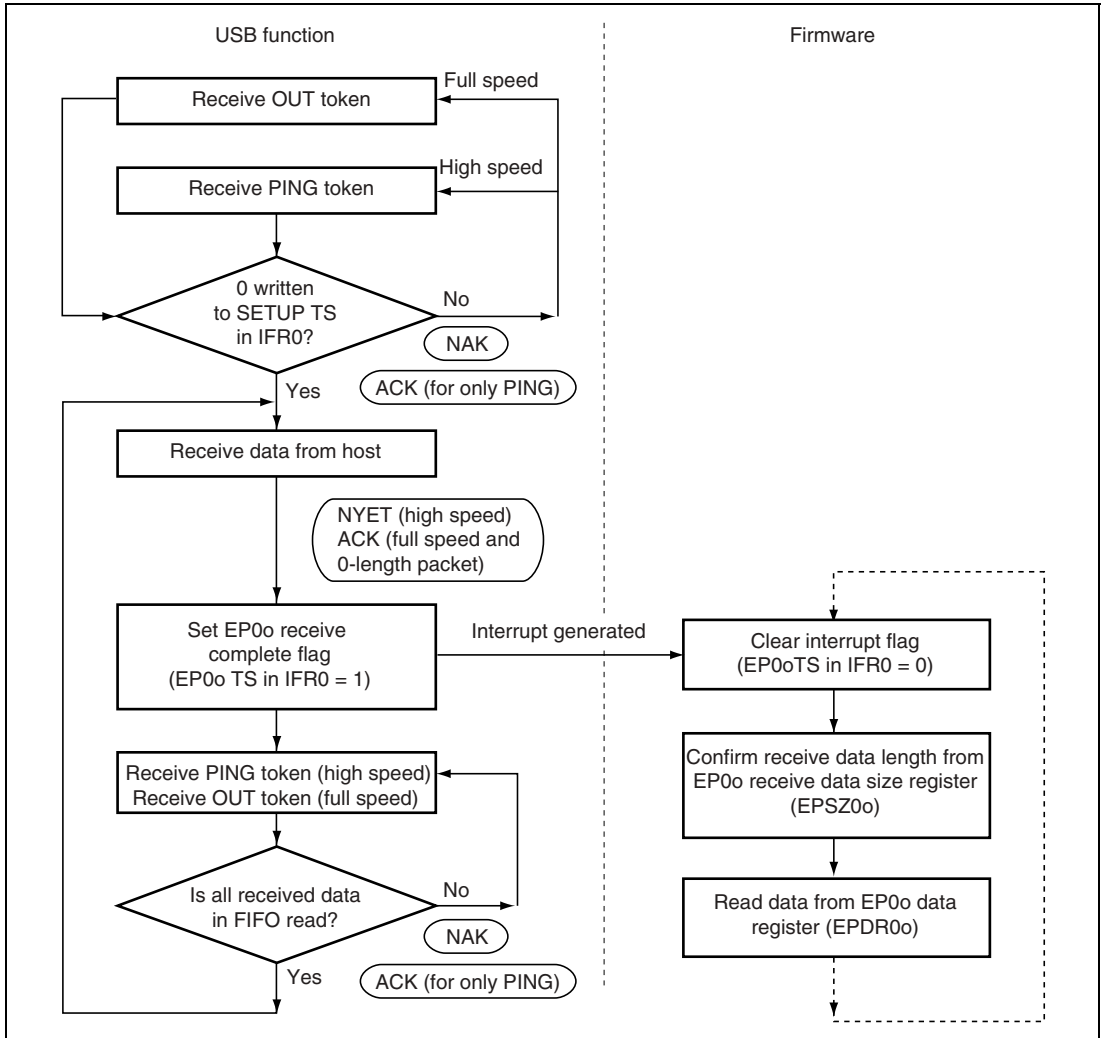 USB function
Firmware
Full speed
Receive OUT token
High speed
Receive PING token
0 written
to SETUP TS
in IFR0?
No
NAK
ACK (for only PING)
Yes
Receive data from host
NYET (high speed)
ACK (full speed and
0-length packet)
Set EP0o receive
complete flag
(EP0o TS in IFR0 = 1)
Interrupt generated
Clear interrupt flag
(EP0oTS in IFR0 = 0)
Confirm receive data length from
EP0o receive data size register
(EPSZ0o)
Read data from EP0o data
register (EPDR0o)
Receive PING token (high speed)
Receive OUT token (full speed)
Is all received data
in FIFO read?
No
NAK
Yes
ACK (for only PING)